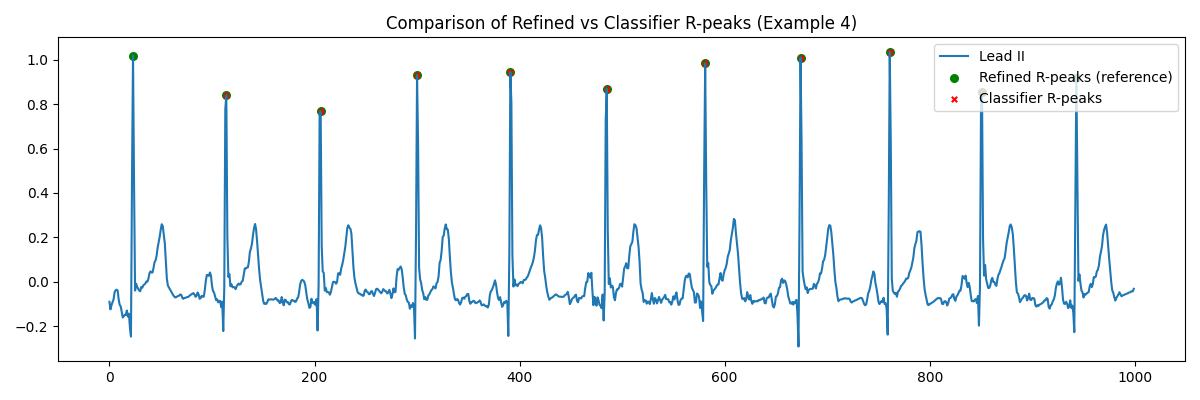 Comparison of Refined vs Classifier R-peaks (Example 4)
Lead II
Refined R-peaks (reference)
Classifier R-peaks
1.0
0.8
0.6
0.4
0.2
0.0
−0.2
0 200 400 600 800 1000